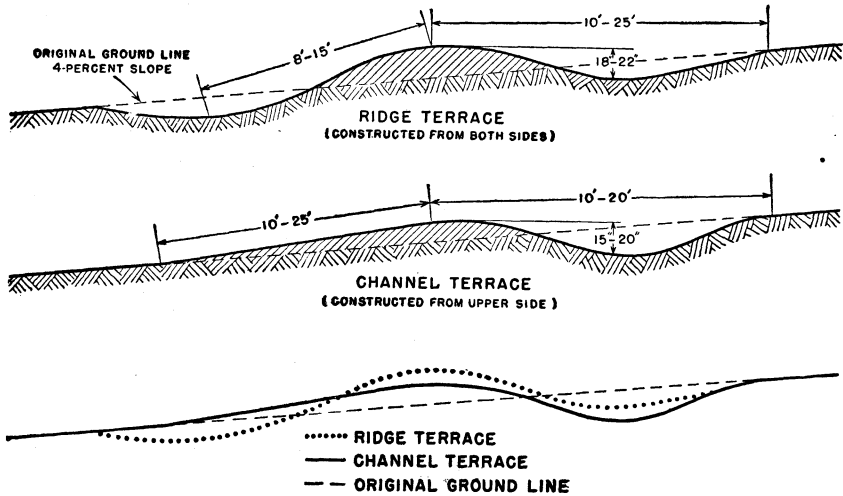 10'-25'
8'-15'
ORIGINAL GROUND LINE
4-PERCENT SLOPE
18-22"
RIDGE TERRACE
(CONSTRUCTED FROM BOTH SIDES)
10'-20'
10'-25'
15-20"
CHANNEL TERRACE
(CONSTRUCTED FROM UPPER SIDE)
RIDGE TERRACE
CHANNEL TERRACE
ORIGINAL GROUND LINE